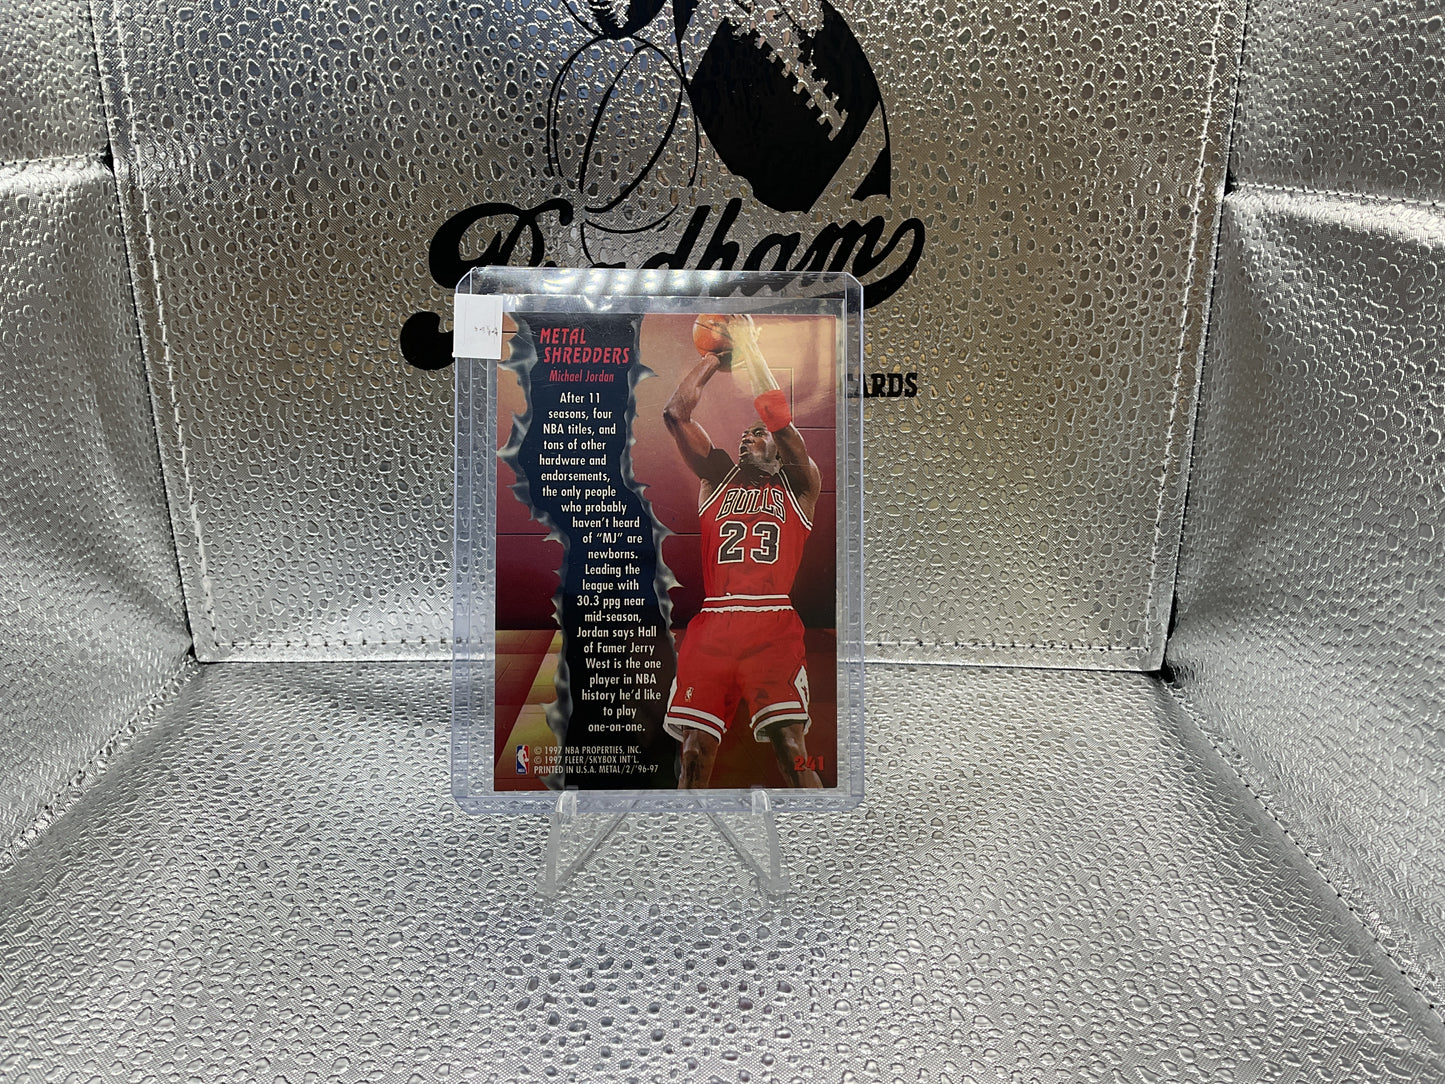 METAL
SHREDDERS
Michael Jordan
After 11
seasons, four
NBA titles, and
tons of other
hardware and
endorsements,
the only people
who probably
haven't heard
of "MJ" are
newborns.
Leading the
league with
30.3 ppg near
mid-season,
Jordan says Hall
of Famer Jerry
West is the one
player in NBA
history he'd like
to play
one-on-one.
© 1997 NBA PROPERTIES, INC.
© 1997 FLEER/SKYBOX INT'L.
PRINTED IN U.S.A. METAL/2/'96-97
241
BULLS
23
ARDS